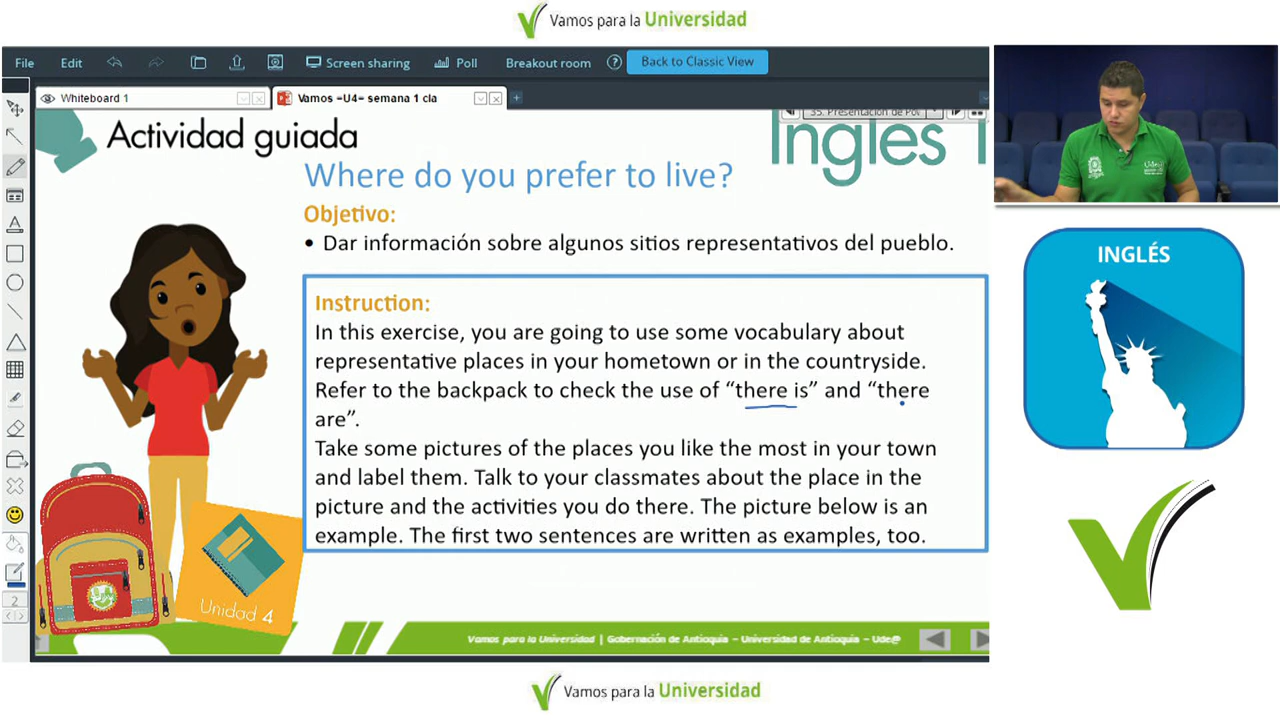 Vamos para la Universidad
File Edit Screen sharing Poll Breakout room ? Back to Classic View
Whiteboard 1 Vamos =U4= semana 1 cla +
Actividad guiada
35. Presentación de
Inglés 1
Where do you prefer to live?
Objetivo:
• Dar información sobre algunos sitios representativos del pueblo.
INGLÉS
Instruction:
In this exercise, you are going to use some vocabulary about
representative places in your hometown or in the countryside.
Refer to the backpack to check the use of “there is” and “there
are”.
Take some pictures of the places you like the most in your town
and label them. Talk to your classmates about the place in the
picture and the activities you do there. The picture below is an
example. The first two sentences are written as examples, too.
Unidad 4
2
Vamos para la Universidad | Gobernación de Antioquia – Universidad de Antioquia – Ude@
Vamos para la Universidad